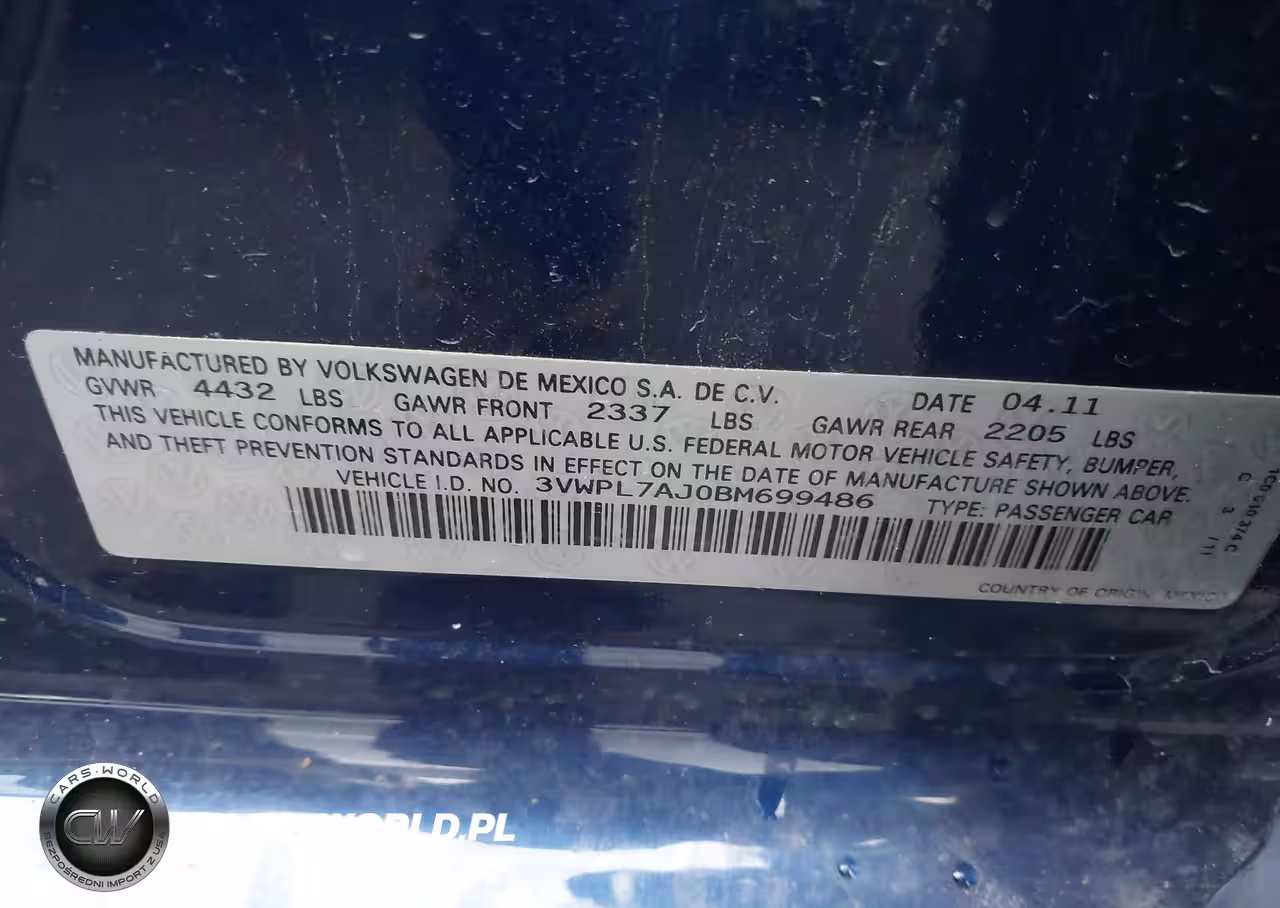 MANUFACTURED BY VOLKSWAGEN DE MEXICO S.A. DE C.V. DATE 04.11
GVWR 4432 LBS GAWR FRONT 2337 LBS GAWR REAR 2205 LBS
THIS VEHICLE CONFORMS TO ALL APPLICABLE U.S. FEDERAL MOTOR VEHICLE SAFETY, BUMPER,
AND THEFT PREVENTION STANDARDS IN EFFECT ON THE DATE OF MANUFACTURE SHOWN ABOVE.
VEHICLE I.D. NO. 3VWPL7AJ0BM699486 TYPE: PASSENGER CAR
COUNTRY OF ORIGIN, MEXICO
CARS-WORLD
CW
BEZPOŚREDNI IMPORT Z USA
WORLD.PL